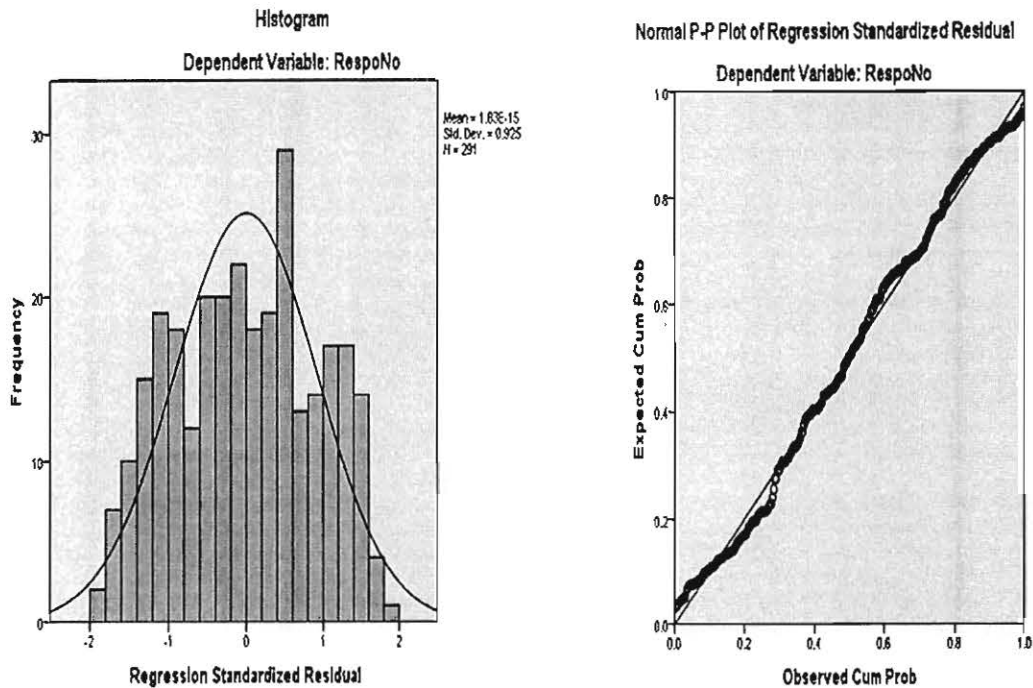 Histogram
Dependent Variable: RespoNo
Mean = 1.83E-15
Std. Dev. = 0.925
N = 291
30
20
10
0
Frequency
-2 -1 0 1 2
Regression Standardized Residual
Normal P-P Plot of Regression Standardized Residual
Dependent Variable: RespoNo
1.0
0.8
0.6
0.4
0.2
0.0
Expected Cum Prob
0.0 0.2 0.4 0.6 0.8 1.0
Observed Cum Prob